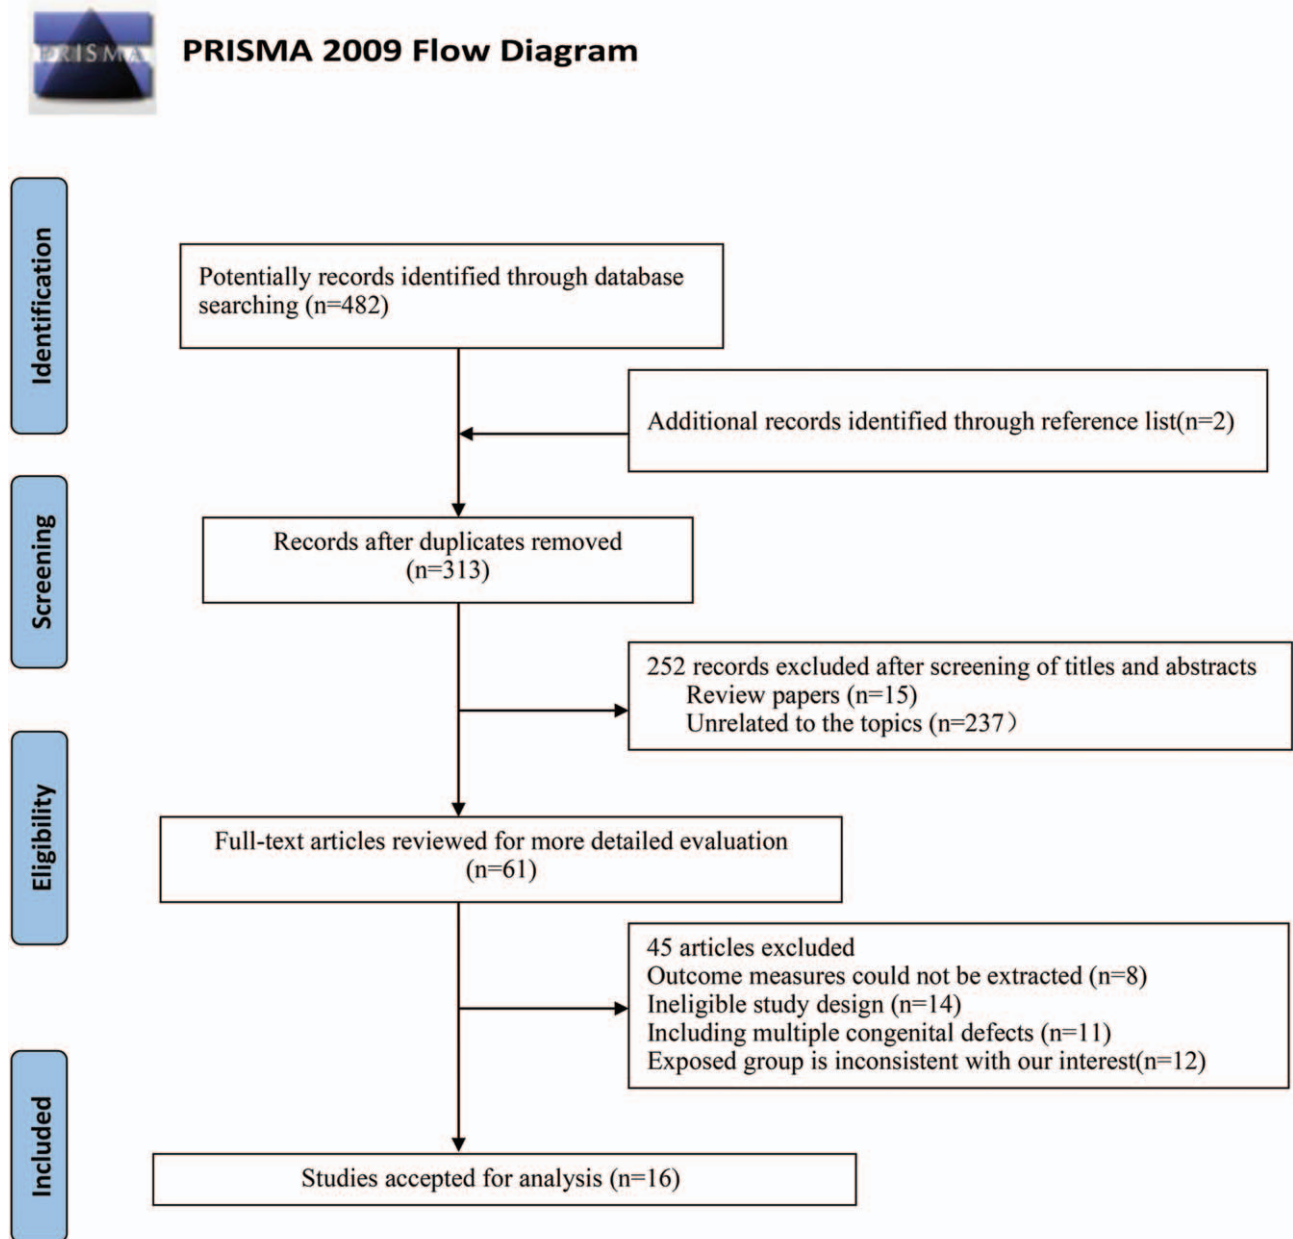 PRISMA
PRISMA 2009 Flow Diagram
Identification
Potentially records identified through database
searching (n=482)
Additional records identified through reference list(n=2)
Screening
Records after duplicates removed
(n=313)
252 records excluded after screening of titles and abstracts
Review papers (n=15)
Unrelated to the topics (n=237）
Eligibility
Full-text articles reviewed for more detailed evaluation
(n=61)
45 articles excluded
Outcome measures could not be extracted (n=8)
Ineligible study design (n=14)
Including multiple congenital defects (n=11)
Exposed group is inconsistent with our interest(n=12)
Included
Studies accepted for analysis (n=16)